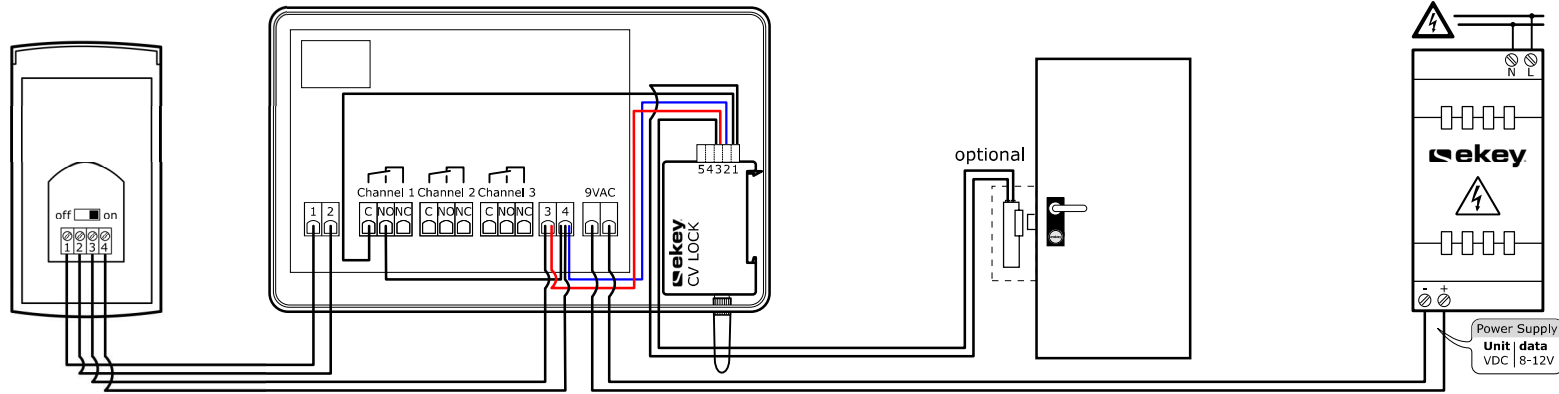 off on
1 2 3 4
Channel 1 Channel 2 Channel 3 9VAC
1 2 C NO NC C NO NC C NO NC 3 4
54321
ekey
CV LOCK
optional
N L
ekey
- +
Power Supply
Unit | data
VDC | 8-12V